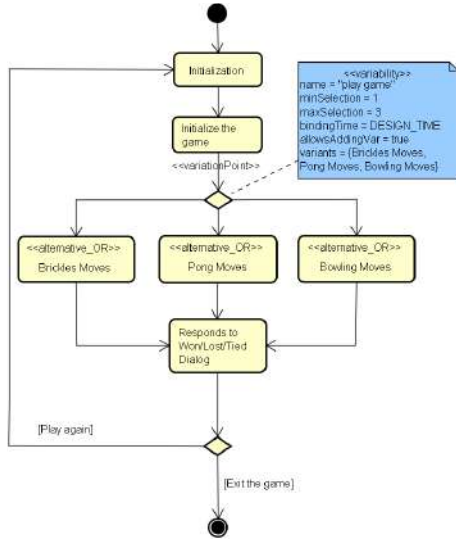 Initialization
<<variability>>
name = "play game"
minSelection = 1
maxSelection = 3
bindingTime = DESIGN_TIME
allowsAddingVar = true
variants = {Brickles Moves,
Pong Moves, Bowling Moves}
Initialize the
game
<<variationPoint>>
<<alternative_OR>>
Brickles Moves
<<alternative_OR>>
Pong Moves
<<alternative_OR>>
Bowling Moves
Responds to
Won/Lost/Tied
Dialog
[Play again]
[Exit the game]